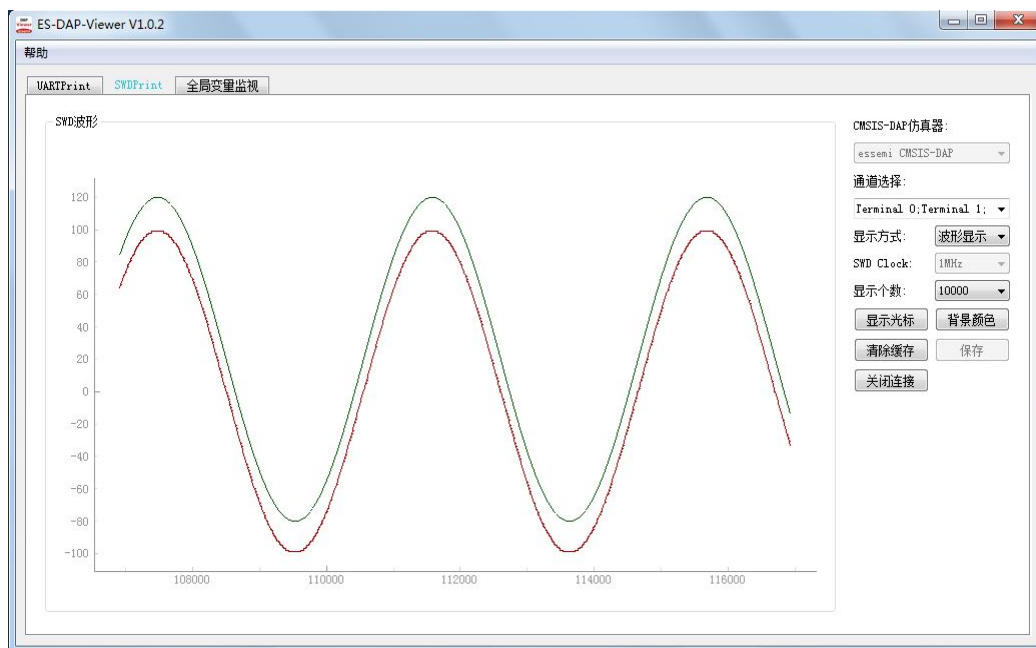 ES-DAP-Viewer V1.0.2
帮助
UARTPrint SWDPrint 全局变量监视
SWD波形
120
100
80
60
40
20
0
-20
-40
-60
-80
-100
108000 110000 112000 114000 116000
CMSIS-DAP仿真器:
essemi CMSIS-DAP
通道选择:
Terminal 0;Terminal 1;
显示方式: 波形显示
SWD Clock: 1MHz
显示个数: 10000
显示光标 背景颜色
清除缓存 保存
关闭连接